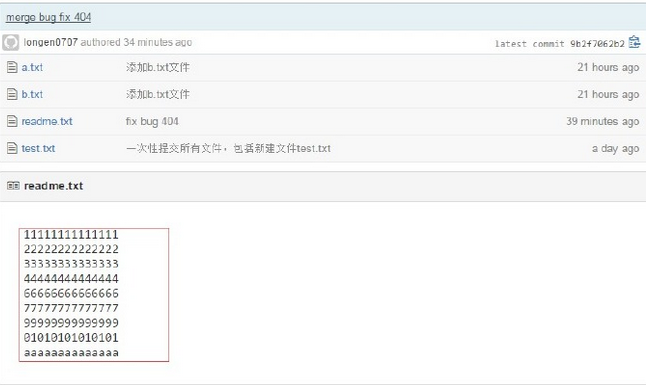 merge bug fix 404
longen0707 authored 34 minutes ago
latest commit 9b2f7062b2
a.txt 添加b.txt文件 21 hours ago
b.txt 添加b.txt文件 21 hours ago
readme.txt fix bug 404 39 minutes ago
test.txt 一次性提交所有文件，包括新建文件test.txt a day ago
readme.txt
11111111111111
22222222222222
33333333333333
44444444444444
66666666666666
77777777777777
99999999999999
01010101010101
aaaaaaaaaaaaaa